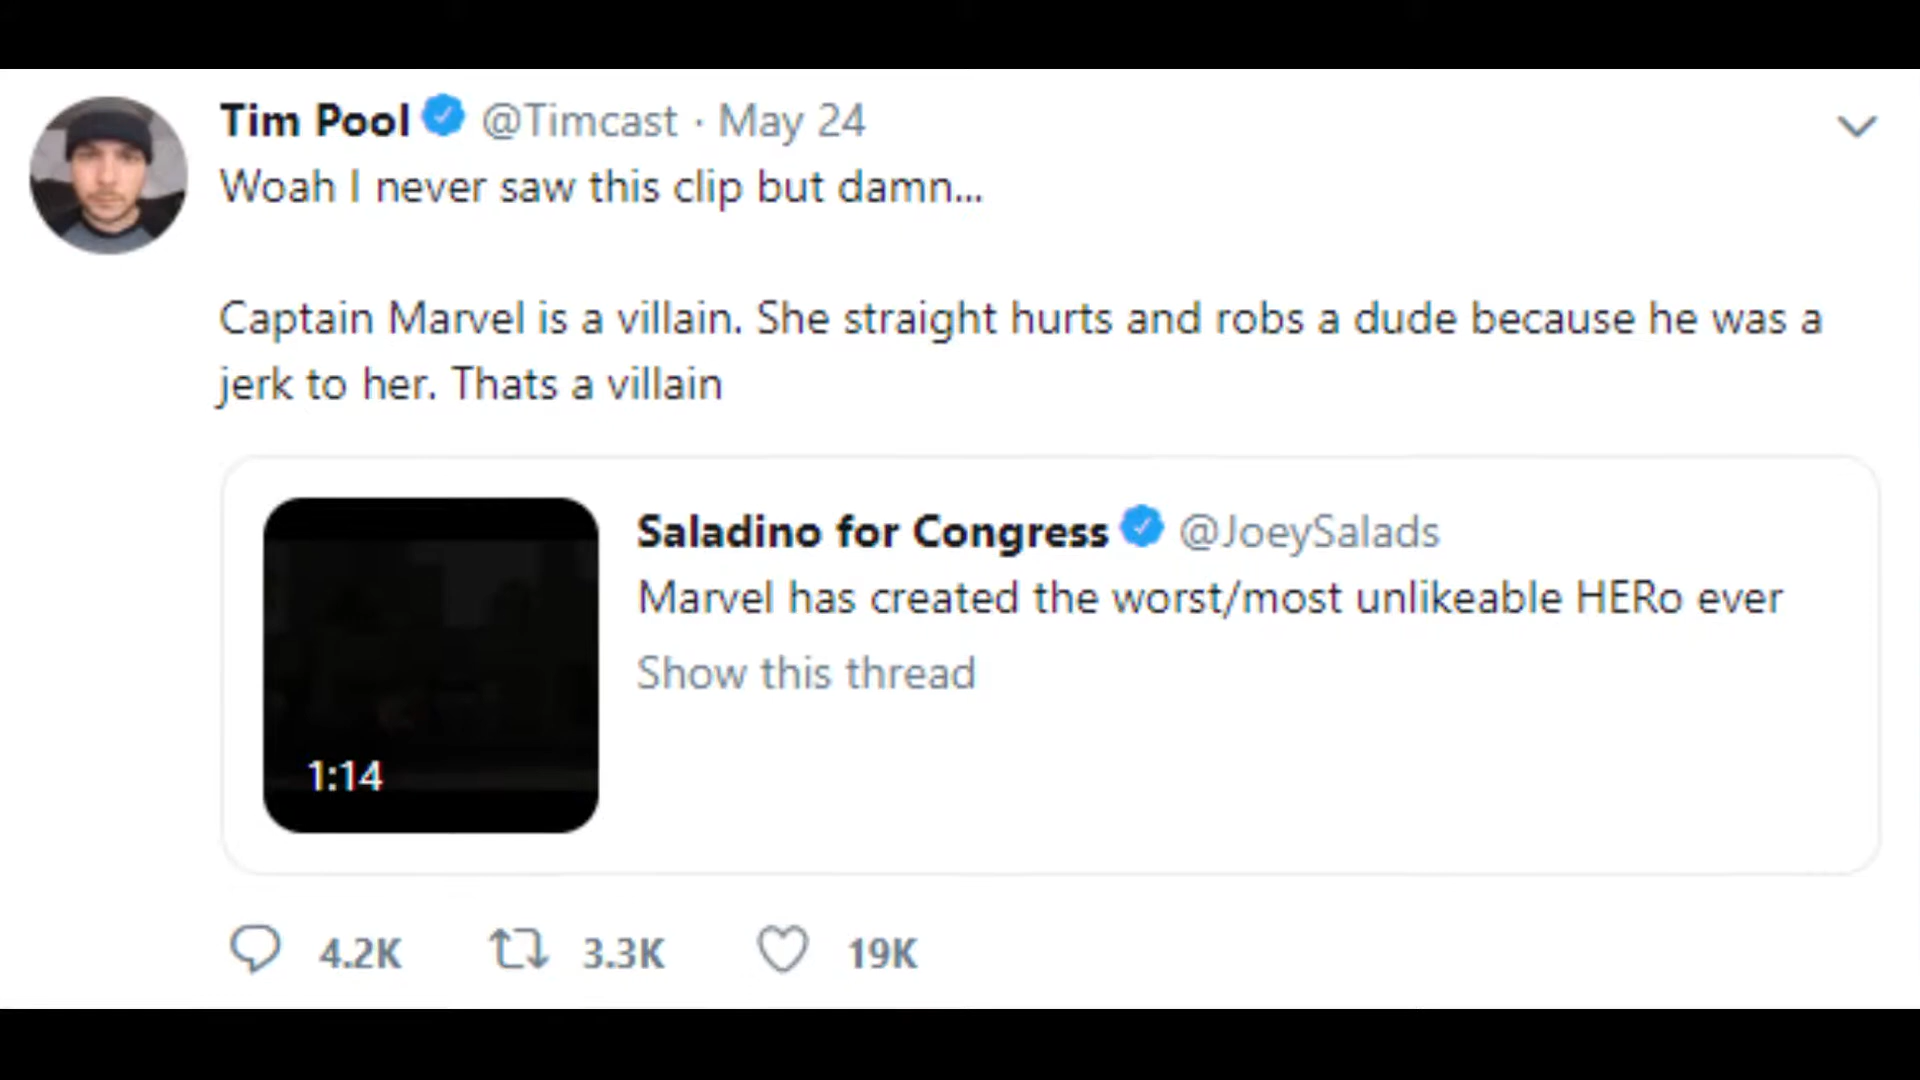 Tim Pool @Timcast · May 24
Woah I never saw this clip but damn...
Captain Marvel is a villain. She straight hurts and robs a dude because he was a
jerk to her. Thats a villain
Saladino for Congress @JoeySalads
Marvel has created the worst/most unlikeable HERo ever
Show this thread
1:14
4.2K 3.3K 19K